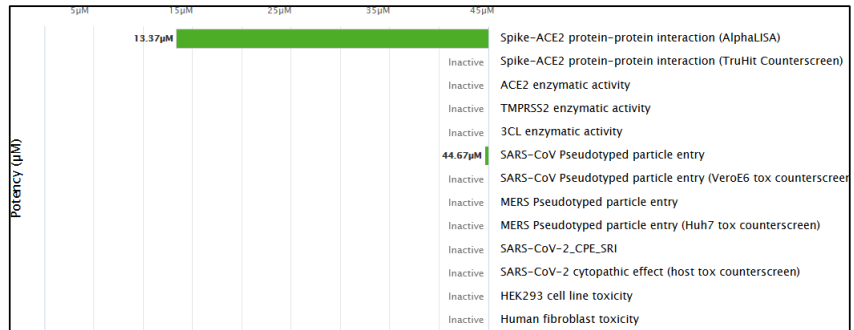 5μM 15μM 25μM 35μM 45μM
13.37μM Spike-ACE2 protein-protein interaction (AlphaLISA)
Inactive Spike-ACE2 protein-protein interaction (TruHit Counterscreen)
Inactive ACE2 enzymatic activity
Inactive TMPRSS2 enzymatic activity
Inactive 3CL enzymatic activity
44.67μM SARS-CoV Pseudotyped particle entry
Inactive SARS-CoV Pseudotyped particle entry (VeroE6 tox counterscreen
Inactive MERS Pseudotyped particle entry
Inactive MERS Pseudotyped particle entry (Huh7 tox counterscreen)
Inactive SARS-CoV-2_CPE_SRI
Inactive SARS-CoV-2 cytopathic effect (host tox counterscreen)
Inactive HEK293 cell line toxicity
Inactive Human fibroblast toxicity
Potency (μM)